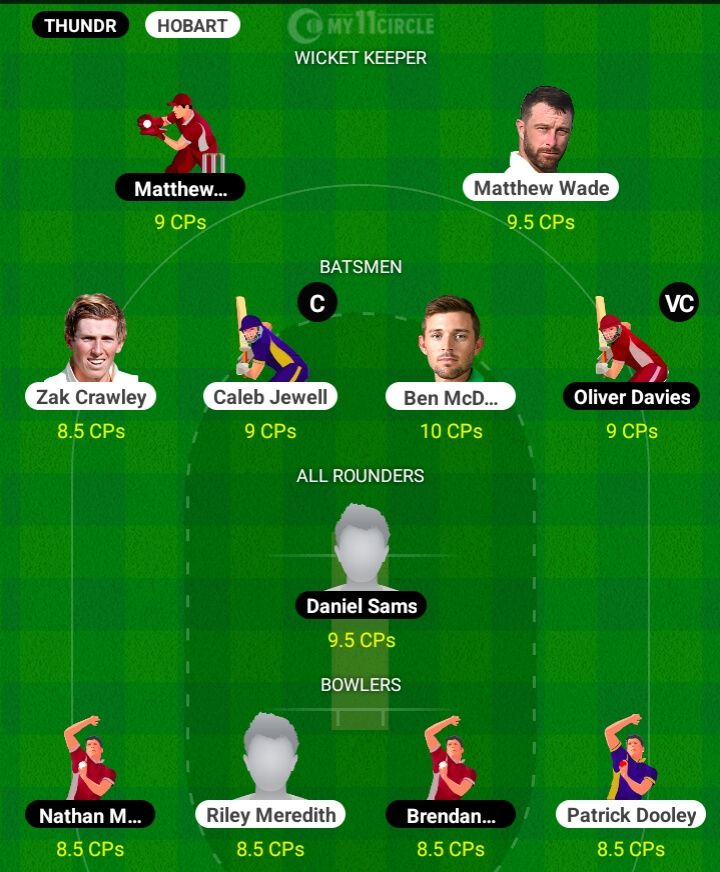 THUNDR HOBART MY11CIRCLE
WICKET KEEPER
Matthew... Matthew Wade
9 CPs 9.5 CPs
BATSMEN
C VC
Zak Crawley Caleb Jewell Ben McD... Oliver Davies
8.5 CPs 9 CPs 10 CPs 9 CPs
ALL ROUNDERS
Daniel Sams
9.5 CPs
BOWLERS
Nathan M... Riley Meredith Brendan... Patrick Dooley
8.5 CPs 8.5 CPs 8.5 CPs 8.5 CPs